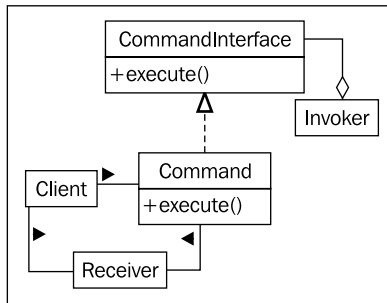 CommandInterface
+execute()
Invoker
Command
+execute()
Client
Receiver